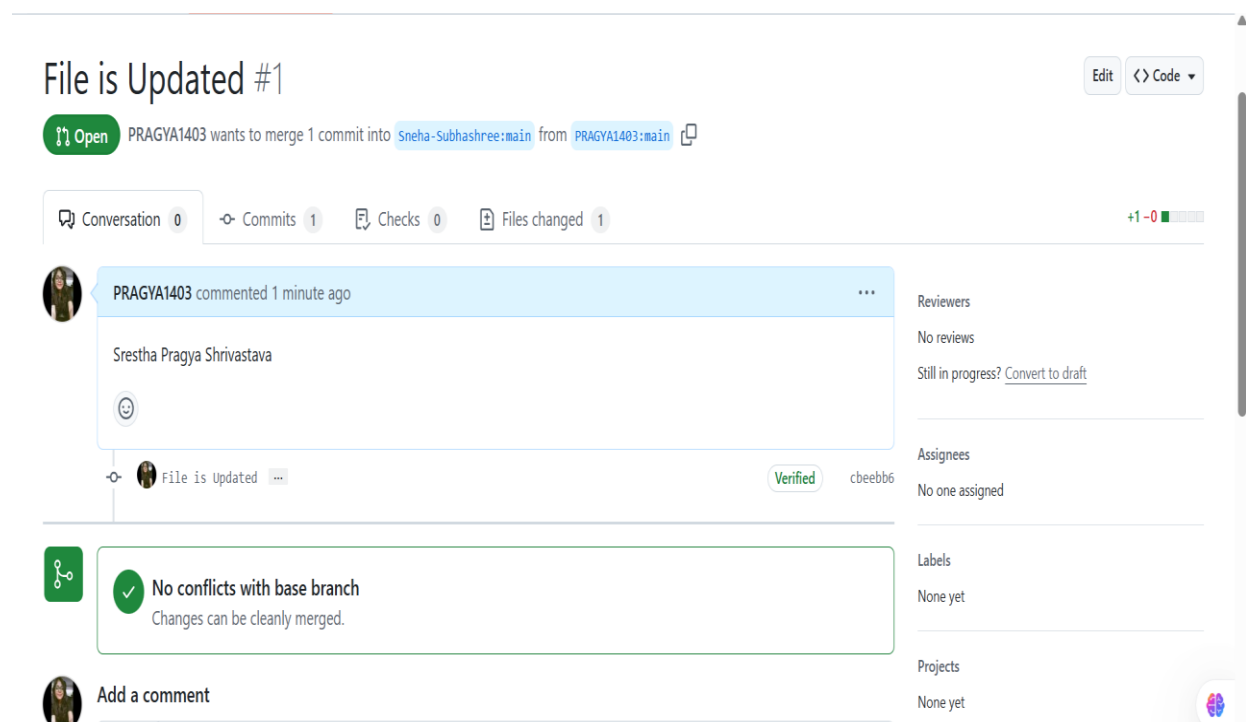 File is Updated #1
Edit
Code
Open
PRAGYA1403 wants to merge 1 commit into Sneha-Subhashree:main from PRAGYA1403:main
Conversation 0
Commits 1
Checks 0
Files changed 1
+1 −0
PRAGYA1403 commented 1 minute ago
...
Srestha Pragya Shrivastava
File is Updated ...
Verified
cbeebb6
No conflicts with base branch
Changes can be cleanly merged.
Add a comment
Reviewers
No reviews
Still in progress? Convert to draft
Assignees
No one assigned
Labels
None yet
Projects
None yet